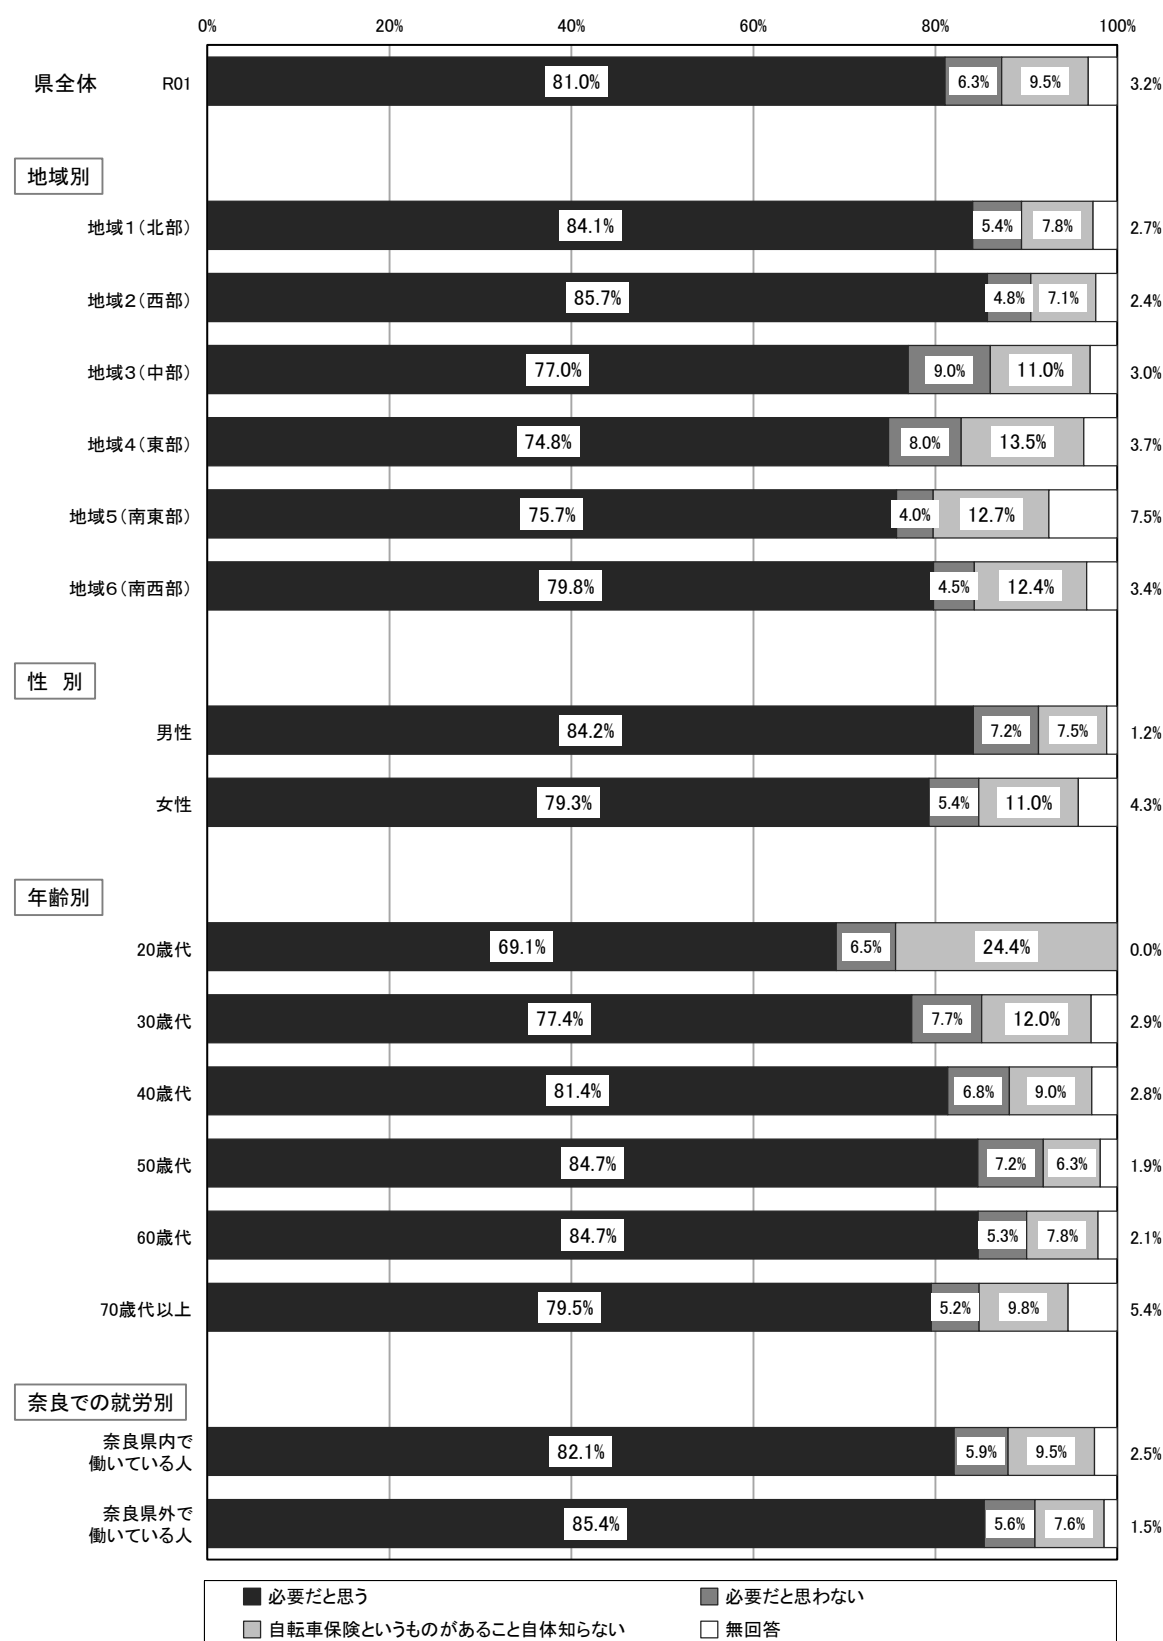 0% 20% 40% 60% 80% 100%
県全体 R01 81.0% 6.3% 9.5% 3.2%
地域別
地域1(北部) 84.1% 5.4% 7.8% 2.7%
地域2(西部) 85.7% 4.8% 7.1% 2.4%
地域3(中部) 77.0% 9.0% 11.0% 3.0%
地域4(東部) 74.8% 8.0% 13.5% 3.7%
地域5(南東部) 75.7% 4.0% 12.7% 7.5%
地域6(南西部) 79.8% 4.5% 12.4% 3.4%
性 別
男性 84.2% 7.2% 7.5% 1.2%
女性 79.3% 5.4% 11.0% 4.3%
年齢別
20歳代 69.1% 6.5% 24.4% 0.0%
30歳代 77.4% 7.7% 12.0% 2.9%
40歳代 81.4% 6.8% 9.0% 2.8%
50歳代 84.7% 7.2% 6.3% 1.9%
60歳代 84.7% 5.3% 7.8% 2.1%
70歳代以上 79.5% 5.2% 9.8% 5.4%
奈良での就労別
奈良県内で
働いている人 82.1% 5.9% 9.5% 2.5%
奈良県外で
働いている人 85.4% 5.6% 7.6% 1.5%
必要だと思う 必要だと思わない
自転車保険というものがあること自体知らない 無回答